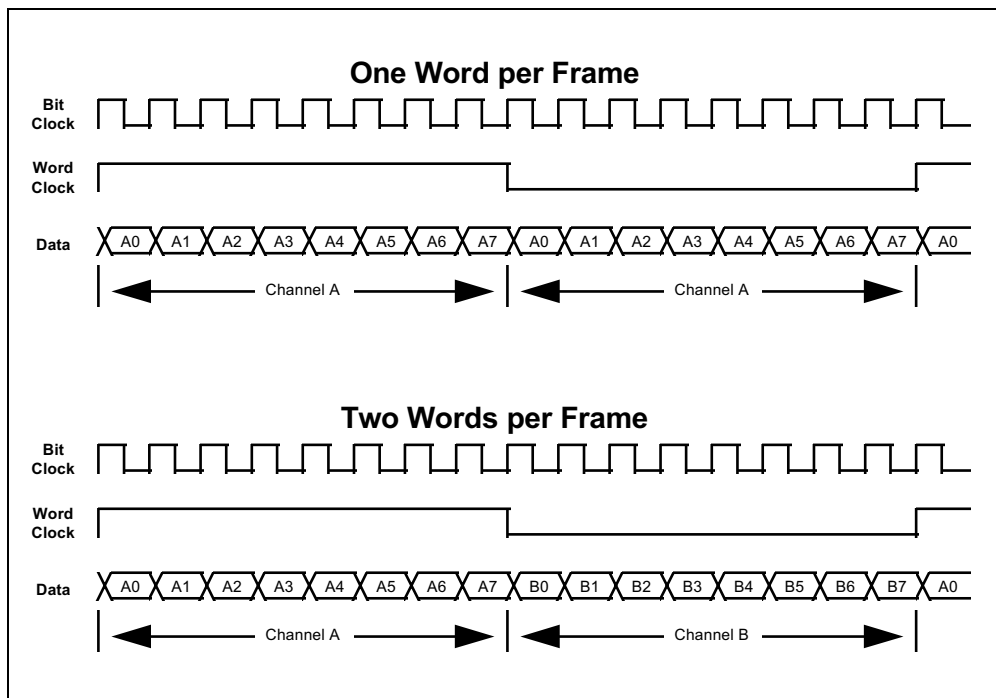 One Word per Frame
Bit
Clock
Word
Clock
Data A0 A1 A2 A3 A4 A5 A6 A7 A0 A1 A2 A3 A4 A5 A6 A7 A0
Channel A Channel A
Two Words per Frame
Bit
Clock
Word
Clock
Data A0 A1 A2 A3 A4 A5 A6 A7 B0 B1 B2 B3 B4 B5 B6 B7 A0
Channel A Channel B